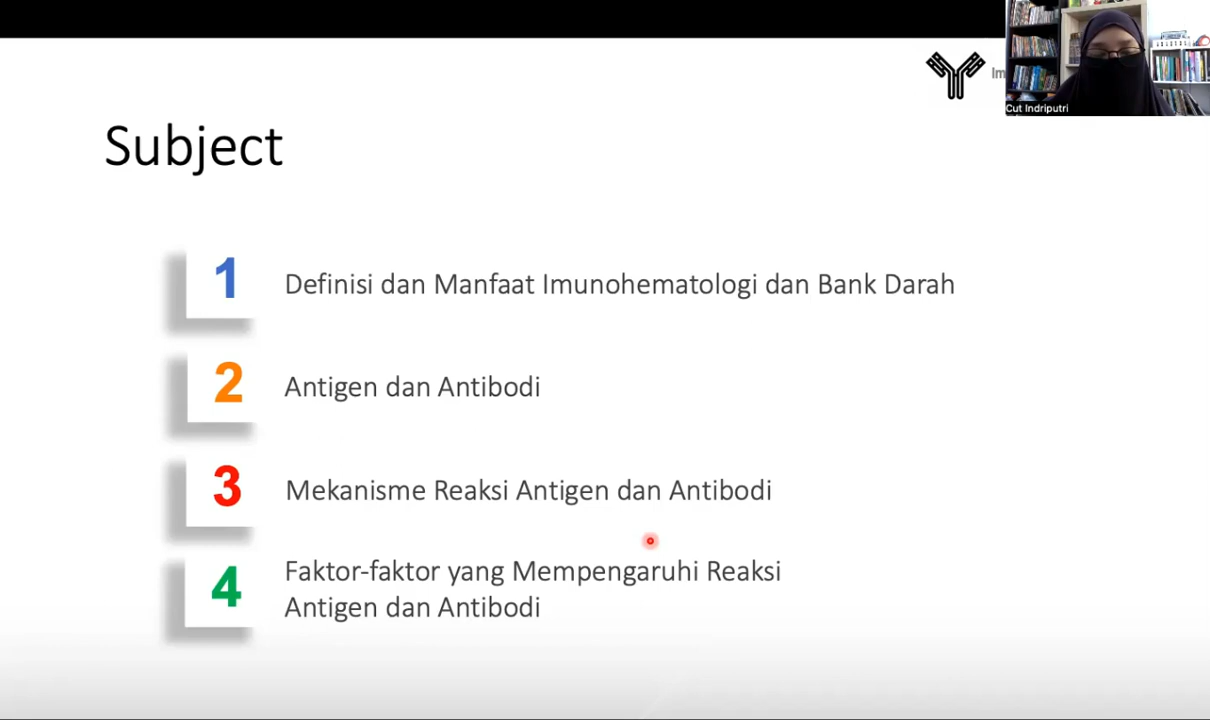 Im
Cut Indriputri
Subject
1
Definisi dan Manfaat Imunohematologi dan Bank Darah
2
Antigen dan Antibodi
3
Mekanisme Reaksi Antigen dan Antibodi
4
Faktor-faktor yang Mempengaruhi Reaksi
Antigen dan Antibodi